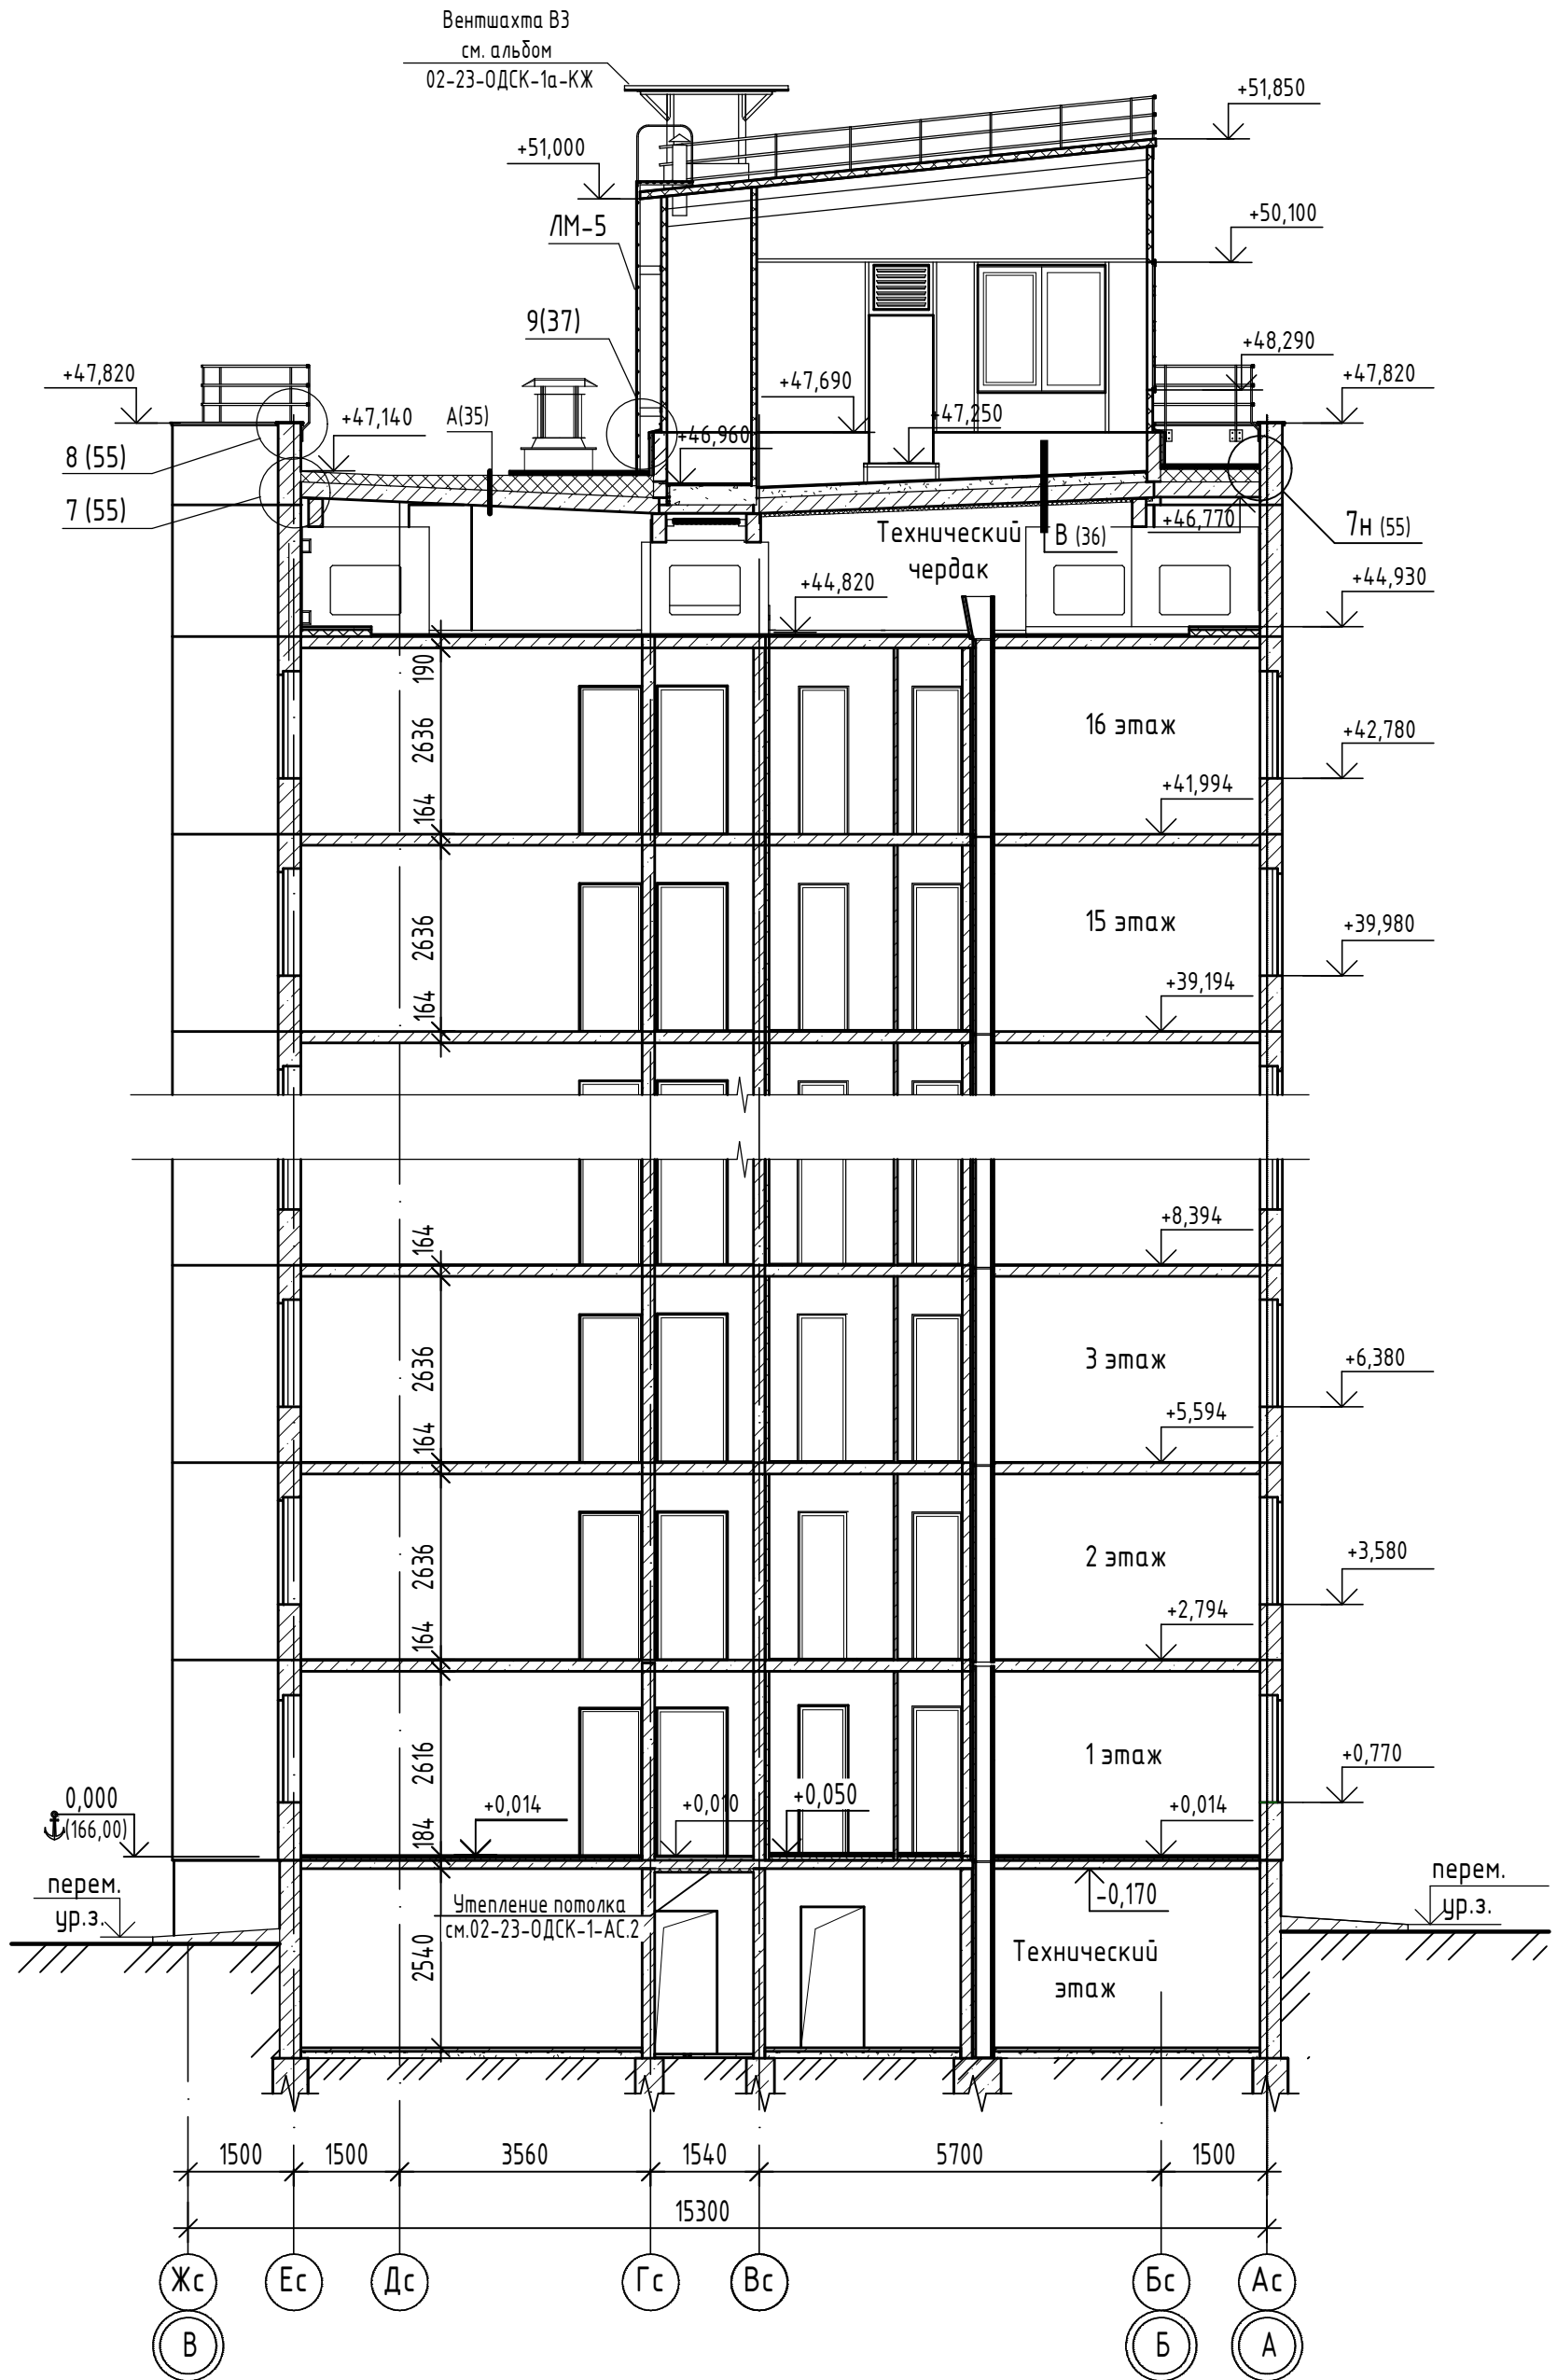 Вентшахта В3
см. альбом
02-23-ОДСК-1а-КЖ
+51,850
+51,000
ЛМ-5
+50,100
9(37)
+48,290
+47,820
+47,690
+47,820
+47,140
А(35)
+47,250
+46,960
8 (55)
7 (55)
+46,770
7н (55)
В (36)
Технический
чердак
+44,820
+44,930
190
2636
16 этаж
+42,780
164
+41,994
2636
15 этаж
+39,980
164
+39,194
164
+8,394
2636
3 этаж
+6,380
164
+5,594
2636
2 этаж
+3,580
164
+2,794
2616
1 этаж
+0,770
0,000
(166,00)
184
+0,014
+0,010
+0,050
+0,014
перем.
ур.з.
-0,170
перем.
ур.з.
Утепление потолка
см.02-23-ОДСК-1-АС.2
2540
Технический
этаж
1500 1500 3560 1540 5700 1500
15300
Жс Ес Дс Гс Вс Бс Ас
В Б А